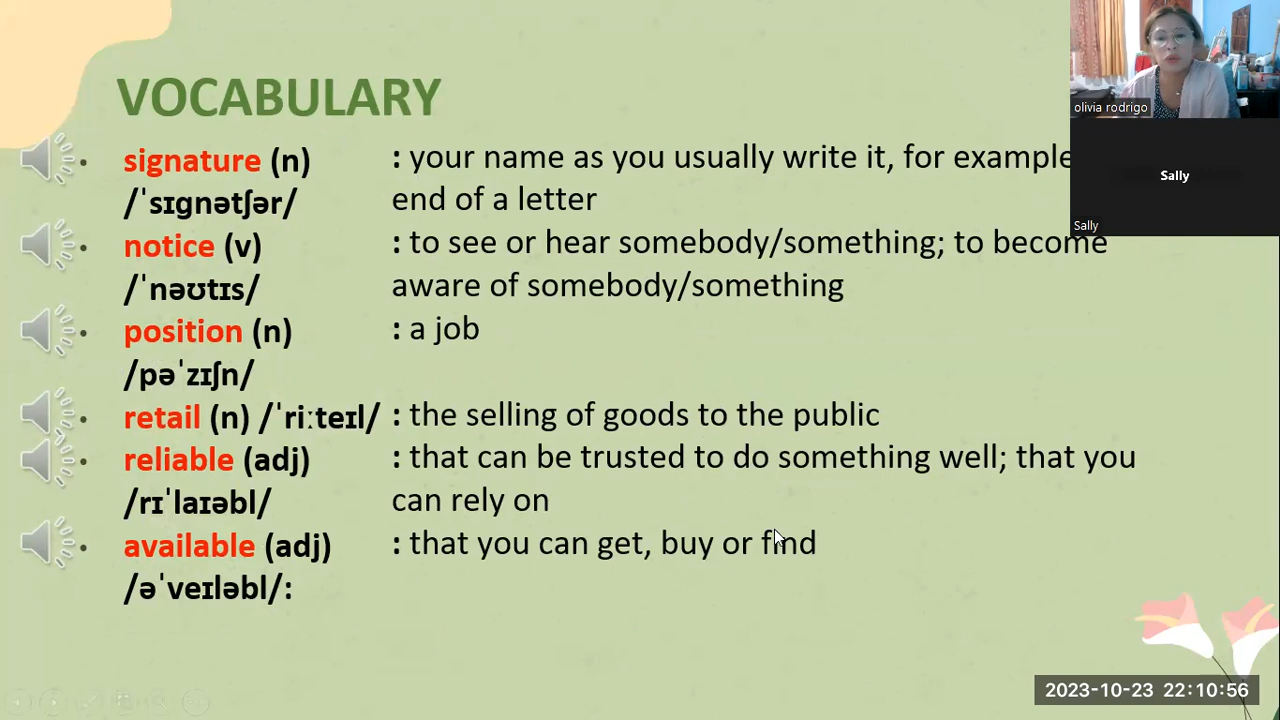 VOCABULARY
signature (n)
/ˈsɪɡnətʃər/
: your name as you usually write it, for example
end of a letter
notice (v)
/ˈnəʊtɪs/
: to see or hear somebody/something; to become
aware of somebody/something
position (n)
/pəˈzɪʃn/
: a job
retail (n) /ˈriːteɪl/
: the selling of goods to the public
reliable (adj)
/rɪˈlaɪəbl/
: that can be trusted to do something well; that you
can rely on
available (adj)
/əˈveɪləbl/:
: that you can get, buy or find
olivia rodrigo
Sally
Sally
2023-10-23 22:10:56